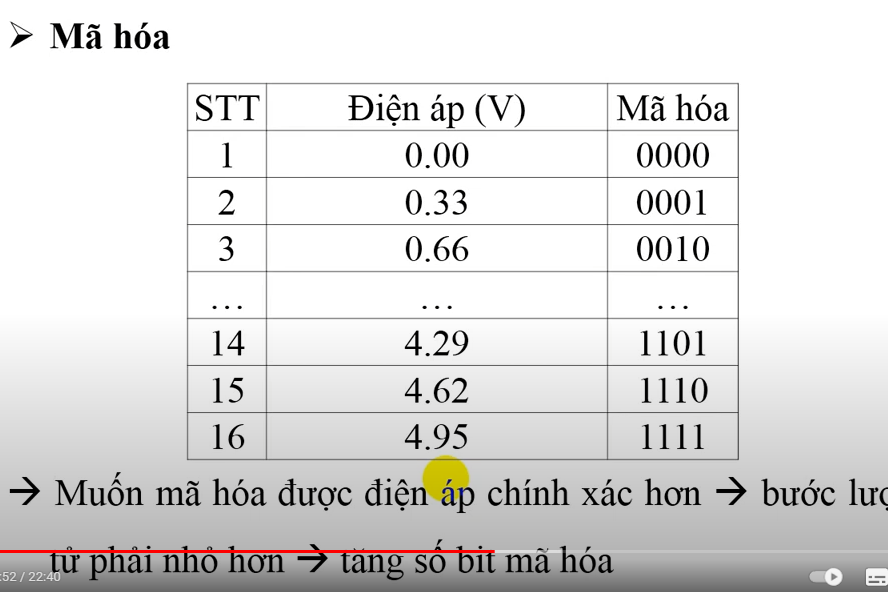 ➢ Mã hóa
STT Điện áp (V) Mã hóa
1 0.00 0000
2 0.33 0001
3 0.66 0010
… … …
14 4.29 1101
15 4.62 1110
16 4.95 1111
→ Muốn mã hóa được điện áp chính xác hơn → bước
tử phải nhỏ hơn → tăng số bit mã hóa
:52 / 22:40